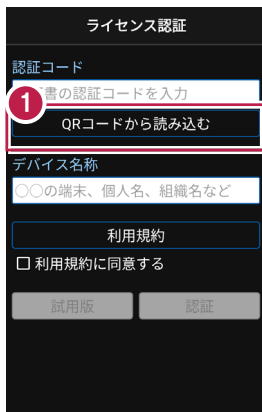 ライセンス認証
認証コード
書の認証コードを入力
1
QRコードから読み込む
デバイス名称
○○の端末、個人名、組織名など
利用規約
利用規約に同意する
試用版
認証